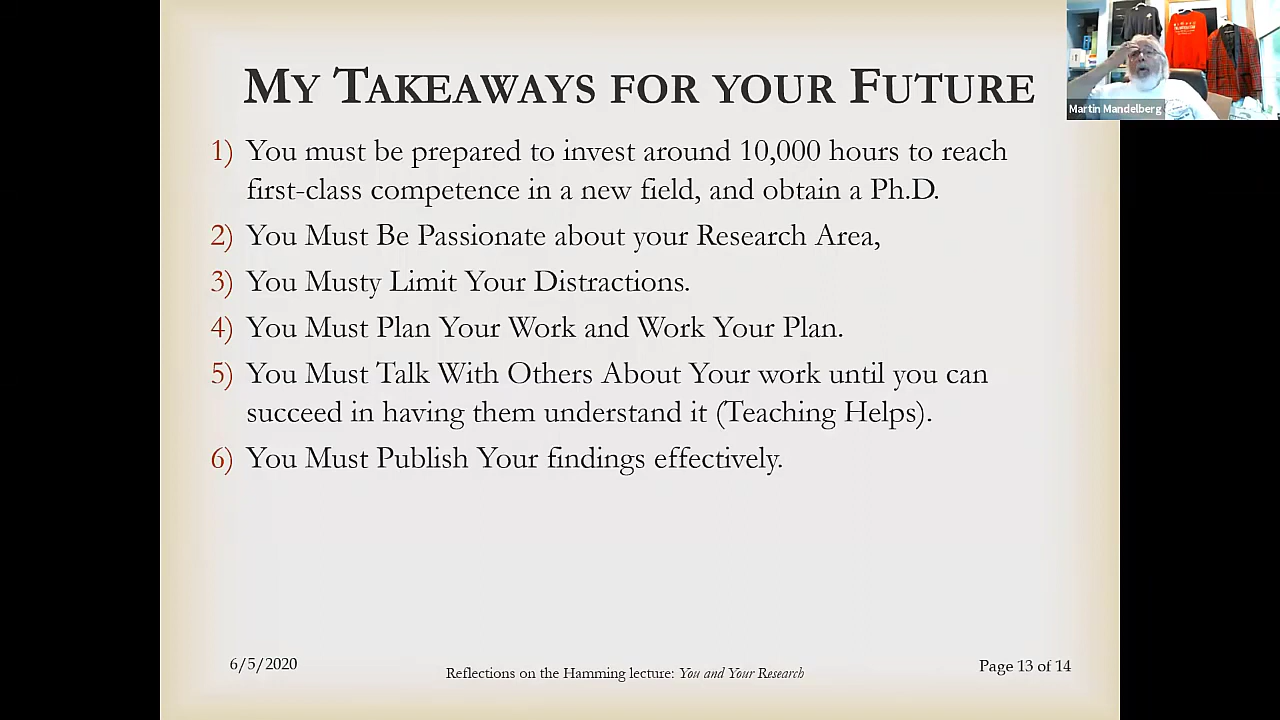 My Takeaways for your Future
1) You must be prepared to invest around 10,000 hours to reach
first-class competence in a new field, and obtain a Ph.D.
2) You Must Be Passionate about your Research Area,
3) You Musty Limit Your Distractions.
4) You Must Plan Your Work and Work Your Plan.
5) You Must Talk With Others About Your work until you can
succeed in having them understand it (Teaching Helps).
6) You Must Publish Your findings effectively.
6/5/2020
Reflections on the Hamming lecture: You and Your Research
Page 13 of 14
Martin Mandelberg